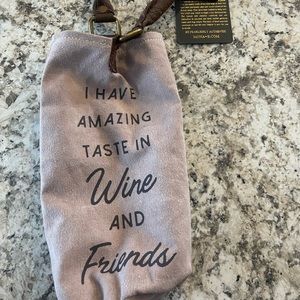 I HAVE
AMAZING
TASTE IN
Wine
AND
Friends